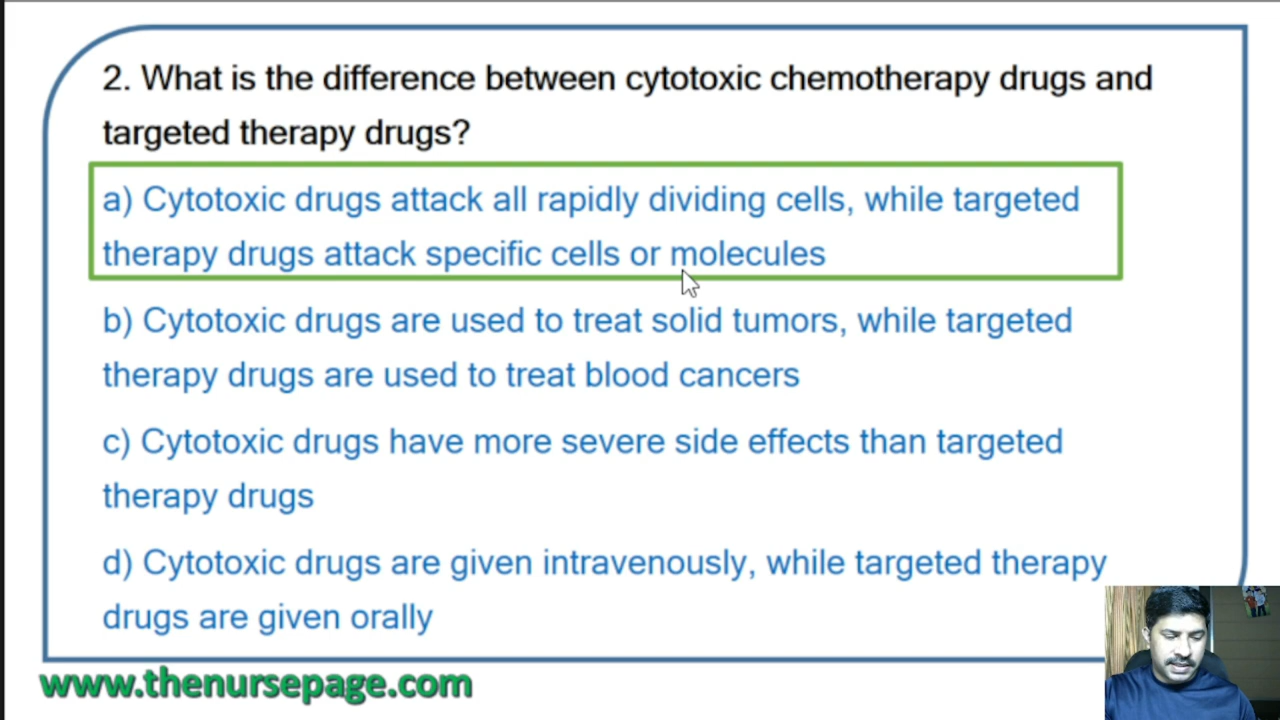 2. What is the difference between cytotoxic chemotherapy drugs and
targeted therapy drugs?
a) Cytotoxic drugs attack all rapidly dividing cells, while targeted
therapy drugs attack specific cells or molecules
b) Cytotoxic drugs are used to treat solid tumors, while targeted
therapy drugs are used to treat blood cancers
c) Cytotoxic drugs have more severe side effects than targeted
therapy drugs
d) Cytotoxic drugs are given intravenously, while targeted therapy
drugs are given orally
www.thenursepage.com